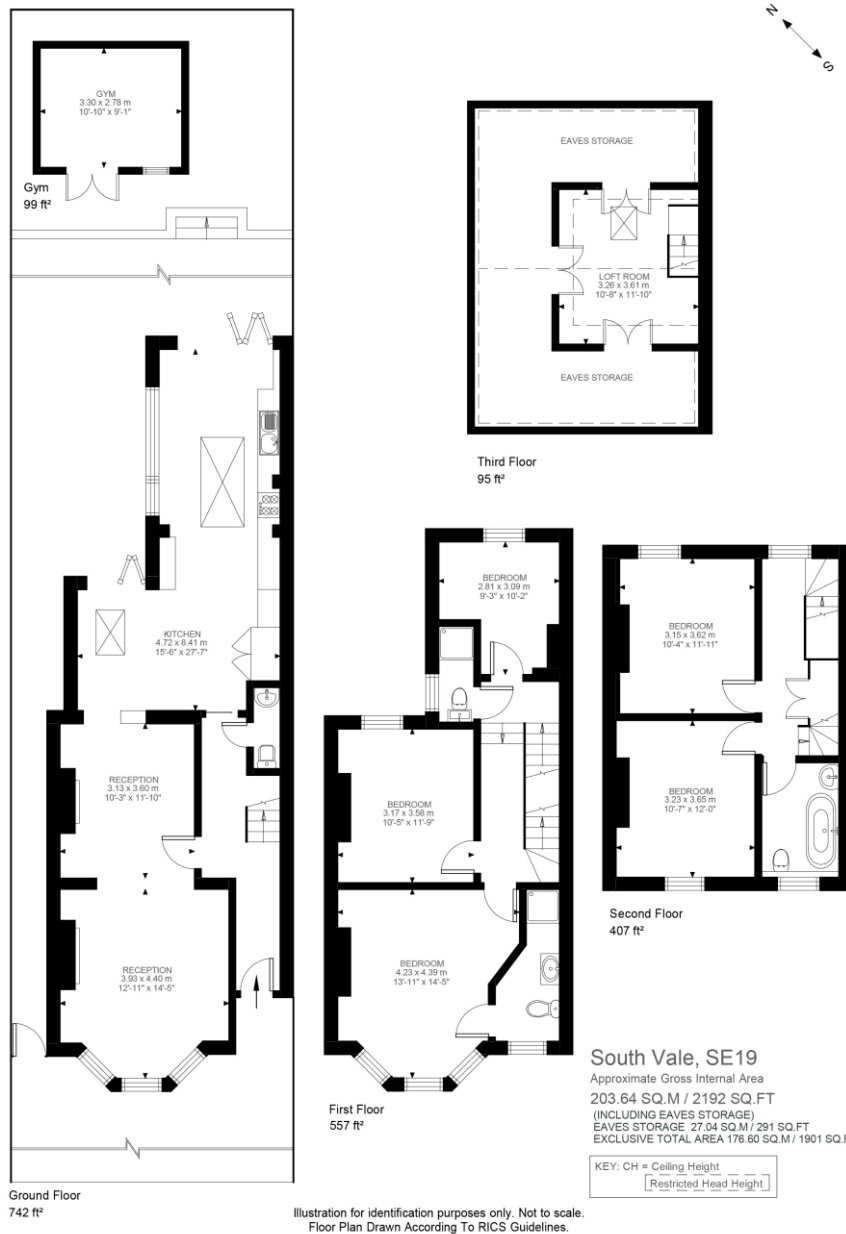 N
S
GYM
3.30 x 2.78 m
10'-10" x 9'-1"
Gym
99 ft²
EAVES STORAGE
LOFT ROOM
3.26 x 3.61 m
10'-8" x 11'-10"
EAVES STORAGE
Third Floor
95 ft²
KITCHEN
4.72 x 8.41 m
15'-6" x 27'-7"
RECEPTION
3.13 x 3.60 m
10'-3" x 11'-10"
RECEPTION
3.93 x 4.40 m
12'-11" x 14'-5"
Ground Floor
742 ft²
BEDROOM
2.81 x 3.09 m
9'-3" x 10'-2"
BEDROOM
3.17 x 3.58 m
10'-5" x 11'-9"
BEDROOM
4.23 x 4.39 m
13'-11" x 14'-5"
First Floor
557 ft²
BEDROOM
3.15 x 3.62 m
10'-4" x 11'-11"
BEDROOM
3.23 x 3.65 m
10'-7" x 12'-0"
Second Floor
407 ft²
South Vale, SE19
Approximate Gross Internal Area
203.64 SQ.M / 2192 SQ.FT
(INCLUDING EAVES STORAGE)
EAVES STORAGE 27.04 SQ.M / 291 SQ.FT
EXCLUSIVE TOTAL AREA 176.60 SQ.M / 1901 SQ.F
KEY: CH = Ceiling Height
Restricted Head Height
Illustration for identification purposes only. Not to scale.
Floor Plan Drawn According To RICS Guidelines.